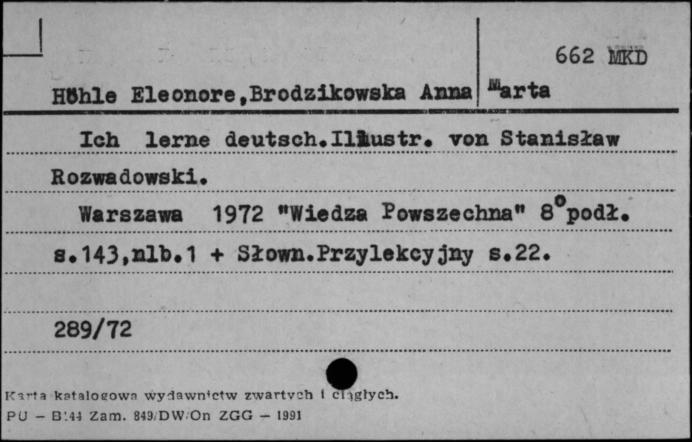 662 MKD
Höhle Eleonore,Brodzikowska Anna Marta
Ich lerne deutsch.Illustr. von Stanisław
Rozwadowski.
Warszawa 1972 "Wiedza Powszechna" 8° podł.
s.143,nlb.1 + Słown.Przylekcyjny s.22.
289/72
Karta katalogowa wydawnictw zwartych i ciągłych.
PU – B/44 Zam. 849/DW/On ZGG – 1991